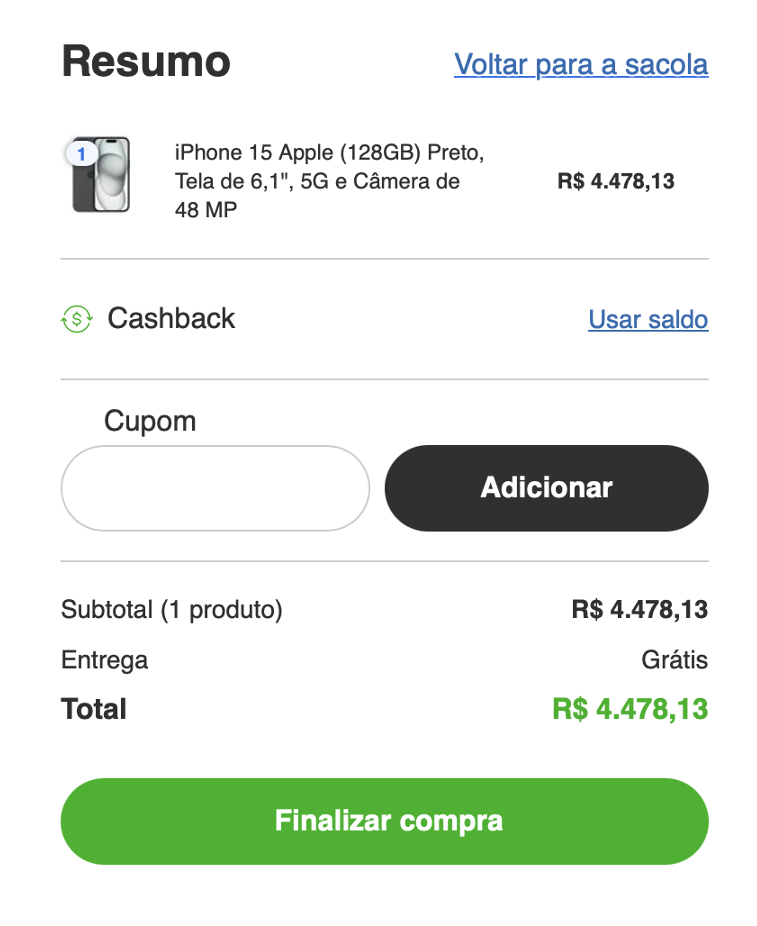 Resumo
Voltar para a sacola
1
iPhone 15 Apple (128GB) Preto,
Tela de 6,1", 5G e Câmera de
48 MP
R$ 4.478,13
$
Cashback
Usar saldo
Cupom
Adicionar
Subtotal (1 produto)
R$ 4.478,13
Entrega
Grátis
Total
R$ 4.478,13
Finalizar compra